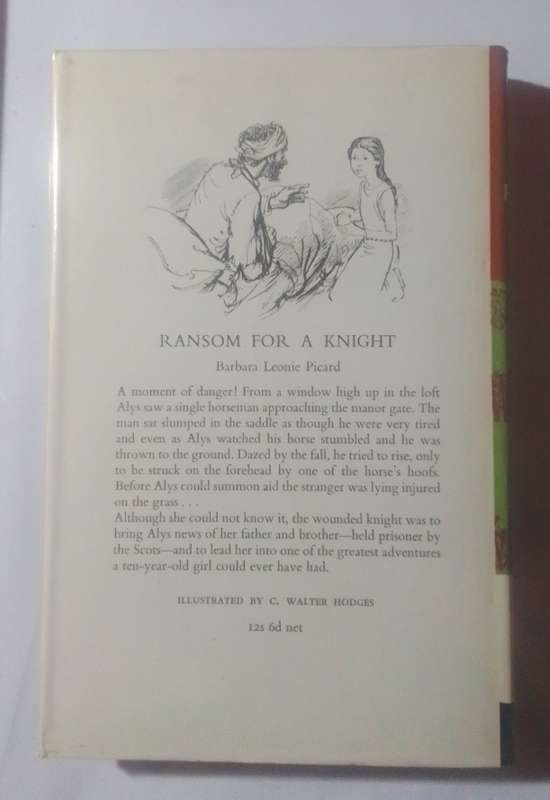 RANSOM FOR A KNIGHT
Barbara Leonie Picard
A moment of danger! From a window high up in the loft
Alys saw a single horseman approaching the manor gate. The
man sat slumped in the saddle as though he were very tired
and even as Alys watched his horse stumbled and he was
thrown to the ground. Dazed by the fall, he tried to rise, only
to be struck on the forehead by one of the horse's hoofs.
Before Alys could summon aid the stranger was lying injured
on the grass . . .
Although she could not know it, the wounded knight was to
bring Alys news of her father and brother—held prisoner by
the Scots—and to lead her into one of the greatest adventures
a ten-year-old girl could ever have had.
ILLUSTRATED BY C. WALTER HODGES
12s 6d net